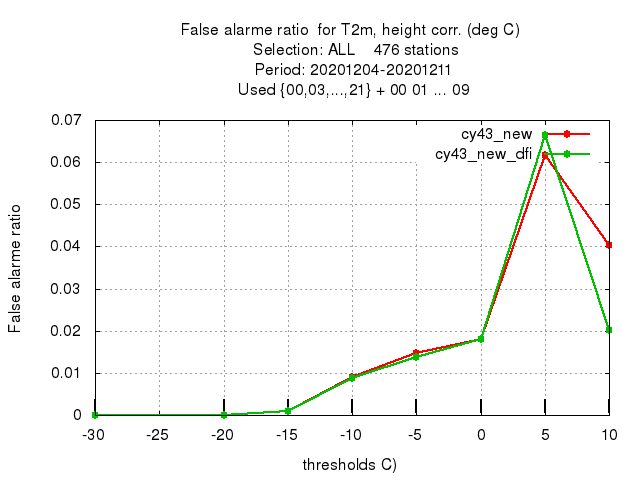 False alarme ratio  for T2m, height corr. (deg C)
Selection: ALL    476 stations
Period: 20201204-20201211
Used {00,03,...,21} + 00 01 ... 09
0.07
cy43_new
cy43_new_dfi
0.06
0.05
0.04
0.03
0.02
0.01
0
False alarme ratio
-30 -25 -20 -15 -10 -5 0 5 10
thresholds C)